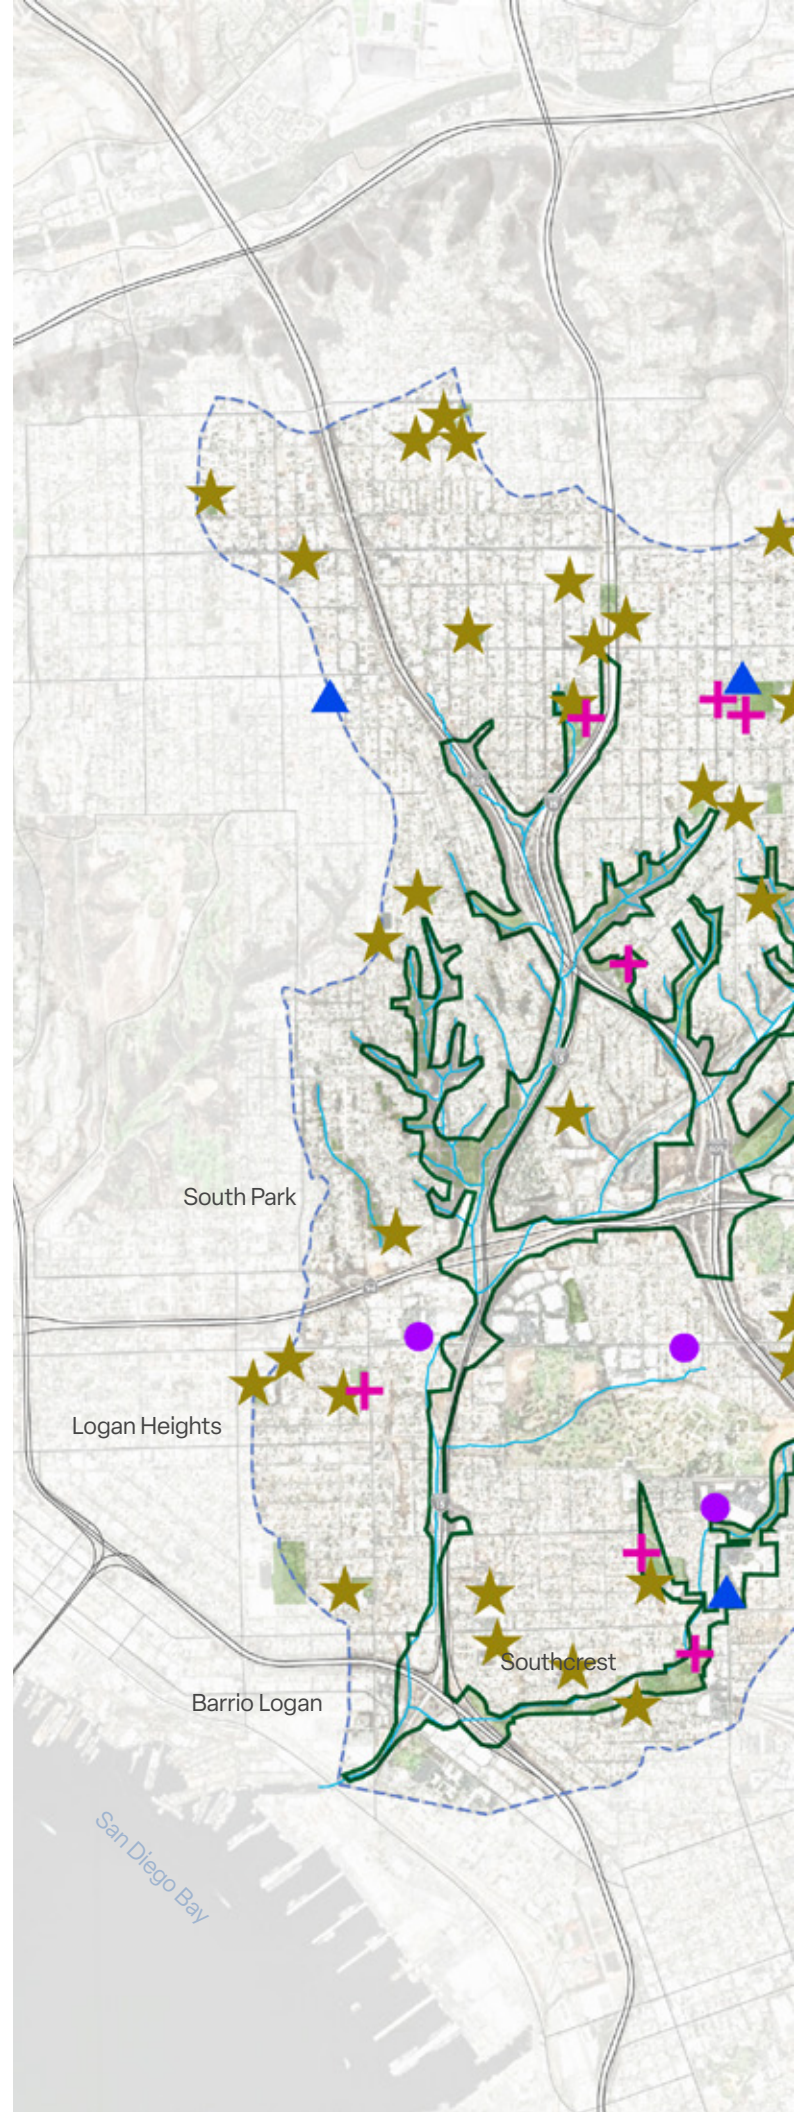 South Park
Logan Heights
Southcrest
Barrio Logan
San Diego Bay